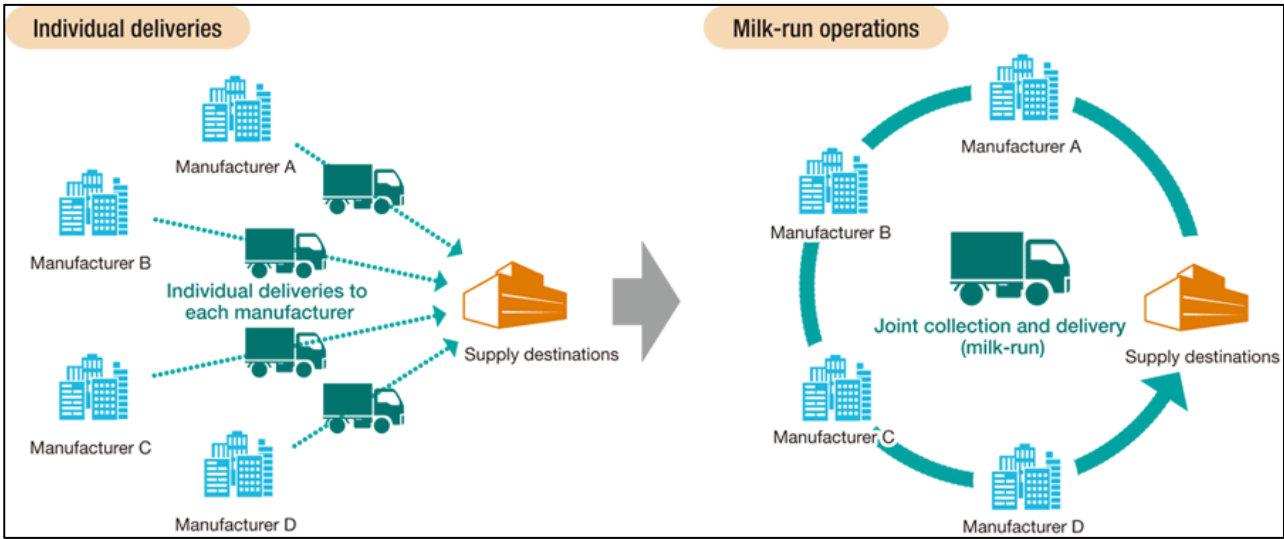 Individual deliveries
Manufacturer A
Manufacturer B
Individual deliveries to
each manufacturer
Supply destinations
Manufacturer C
Manufacturer D
Milk-run operations
Manufacturer A
Manufacturer B
Joint collection and delivery
(milk-run)
Supply destinations
Manufacturer C
Manufacturer D